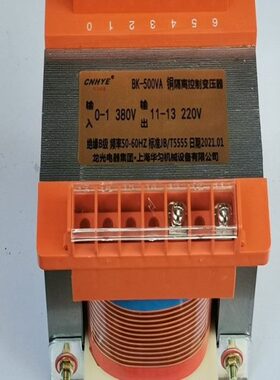 6 5 4 3 2 1
CNHYE
BK-500VA 铜隔离控制变压器
输入 0-1 380V 输出 11-13 220V
绝缘B级 频率50-60HZ 标准JB/T5555 日期2021.01
龙光电器集团·上海华匀机械设备有限公司